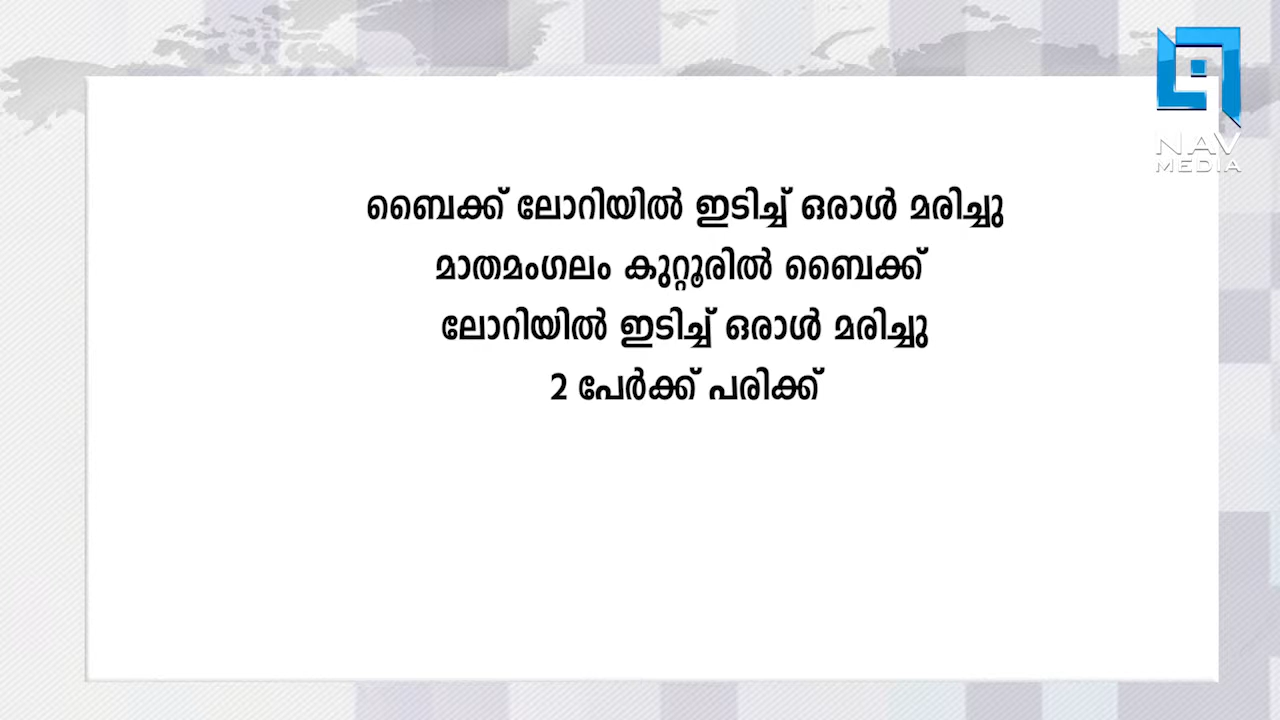 ബൈക്ക് ലോറിയിൽ ഇടിച്ച് ഒരാൾ മരിച്ചു
മാതമംഗലം കുറ്റൂരിൽ ബൈക്ക്
ലോറിയിൽ ഇടിച്ച് ഒരാൾ മരിച്ചു
2 പേർക്ക് പരിക്ക്
NAV
MEDIA